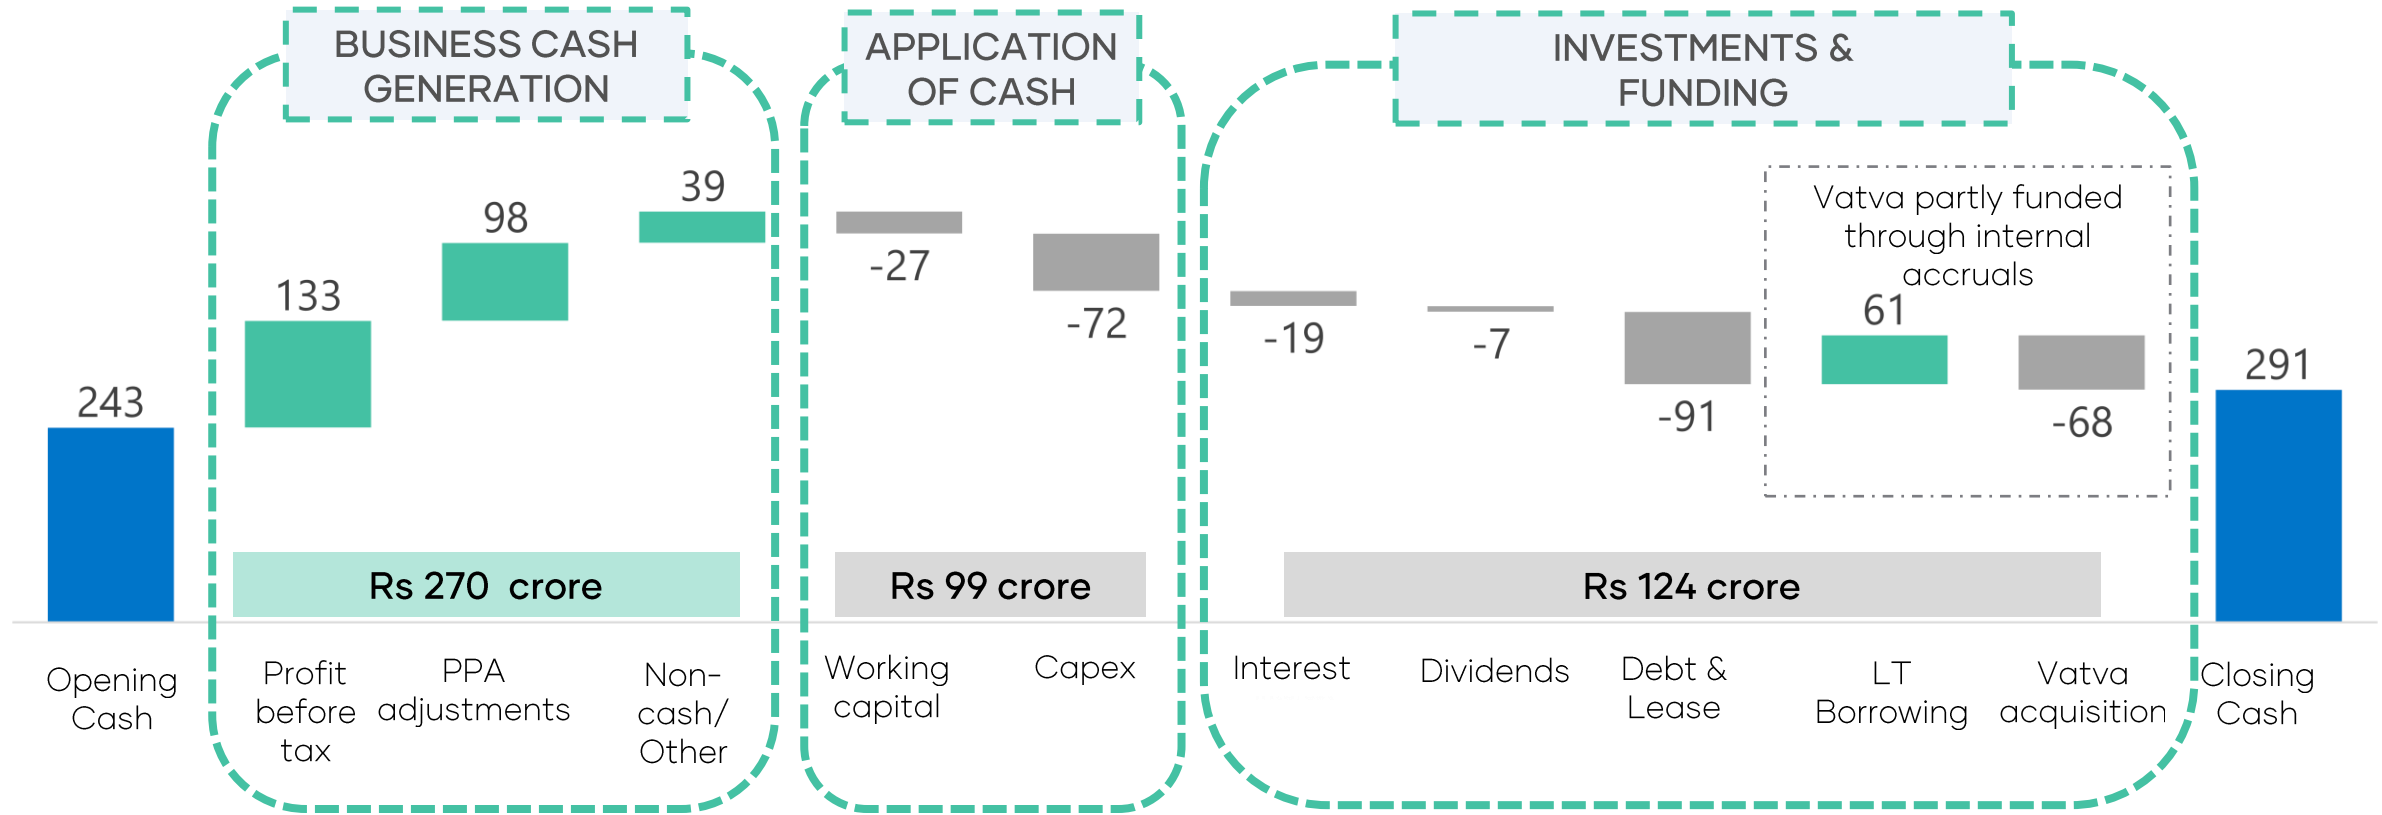 BUSINESS CASH
GENERATION
APPLICATION
OF CASH
INVESTMENTS &
FUNDING
243
133
98
39
-27
-72
-19
-7
-91
Vatva partly funded
through internal
accruals
61
-68
291
Rs 270 crore
Rs 99 crore
Rs 124 crore
Opening
Cash
Profit
before
tax
PPA
adjustments
Non-
cash/
Other
Working
capital
Capex
Interest
Dividends
Debt &
Lease
LT
Borrowing
Vatva
acquisition
Closing
Cash